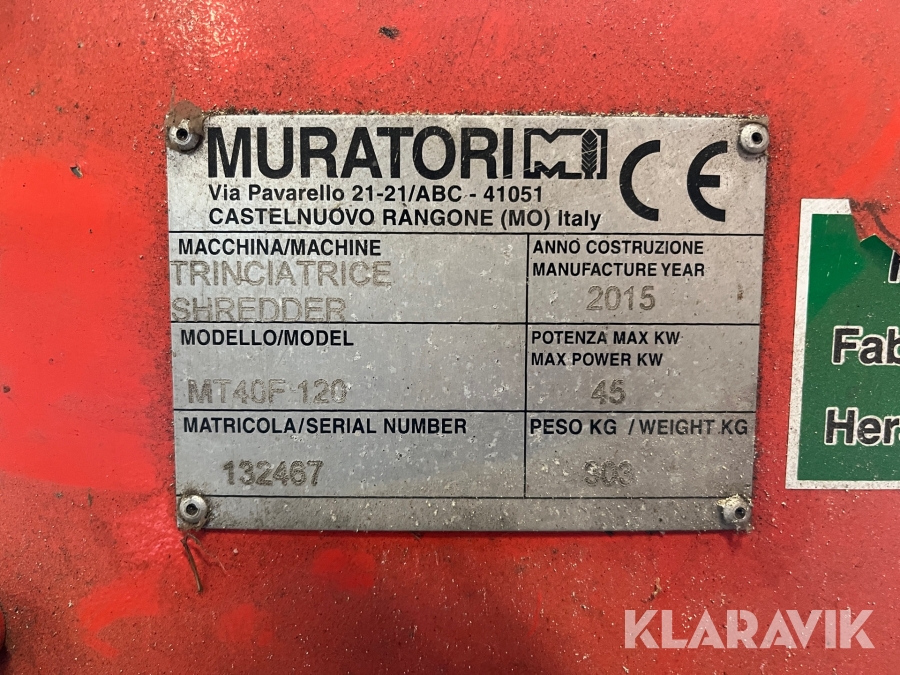 MURATORI M
Via Pavarello 21-21/ABC - 41051
CASTELNUOVO RANGONE (MO) Italy
CE
MACCHINA/MACHINE
TRINCIATRICE
SHREDDER
ANNO COSTRUZIONE
MANUFACTURE YEAR
2015
MODELLO/MODEL
MT40F 120
POTENZA MAX KW
MAX POWER KW
45
MATRICOLA/SERIAL NUMBER
132467
PESO KG / WEIGHT KG
303
Fab
Her
KLARAVIK